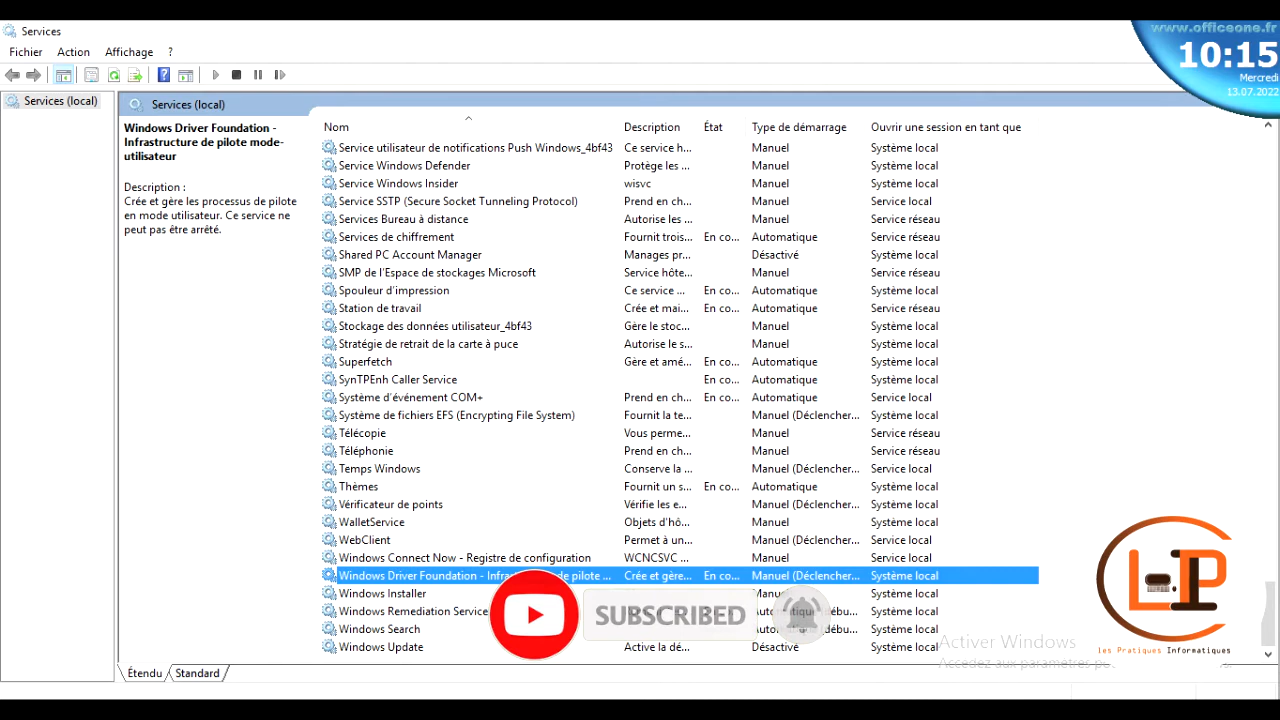 Services
www.officeone.fr
10:15
Mercredi
13.07.2022
Fichier Action Affichage ?
Services (local)
Services (local)
Windows Driver Foundation -
Infrastructure de pilote mode-
utilisateur
Description :
Crée et gère les processus de pilote
en mode utilisateur. Ce service ne
peut pas être arrêté.
Nom Description État Type de démarrage Ouvrir une session en tant que
Service utilisateur de notifications Push Windows_4bf43 Ce service h... Manuel Système local
Service Windows Defender Protège les ... Manuel Système local
Service Windows Insider wisvc Manuel Système local
Service SSTP (Secure Socket Tunneling Protocol) Prend en ch... Manuel Service local
Services Bureau à distance Autorise les ... Manuel Service réseau
Services de chiffrement Fournit trois... En co... Automatique Service réseau
Shared PC Account Manager Manages pr... Désactivé Système local
SMP de l'Espace de stockages Microsoft Service hôte... Manuel Service réseau
Spouleur d'impression Ce service ... En co... Automatique Système local
Station de travail Crée et mai... En co... Automatique Service réseau
Stockage des données utilisateur_4bf43 Gère le stoc... Manuel Système local
Stratégie de retrait de la carte à puce Autorise le s... Manuel Système local
Superfetch Gère et amé... En co... Automatique Système local
SynTPEnh Caller Service En co... Automatique Système local
Système d'événement COM+ Prend en ch... En co... Automatique Service local
Système de fichiers EFS (Encrypting File System) Fournit la te... Manuel (Déclencher... Système local
Télécopie Vous perme... Manuel Service réseau
Téléphonie Prend en ch... Manuel Service réseau
Temps Windows Conserve la ... Manuel (Déclencher... Service local
Thèmes Fournit un s... En co... Automatique Système local
Vérificateur de points Vérifie les e... Manuel (Déclencher... Système local
WalletService Objets d'hô... Manuel Système local
WebClient Permet à un... Manuel (Déclencher... Service local
Windows Connect Now - Registre de configuration WCNCSVC ... Manuel Service local
Windows Driver Foundation - de pilote ... Crée et gère... En co... Manuel (Déclencher... Système local
Windows Installer Système local
Windows Remediation Service Système local
Windows Search Système local
Windows Update Active la dé... Désactivé Système local
SUBSCRIBED
LIP
les Pratiques Informatiques
Activer Windows
Accédez aux paramètres
Étendu Standard